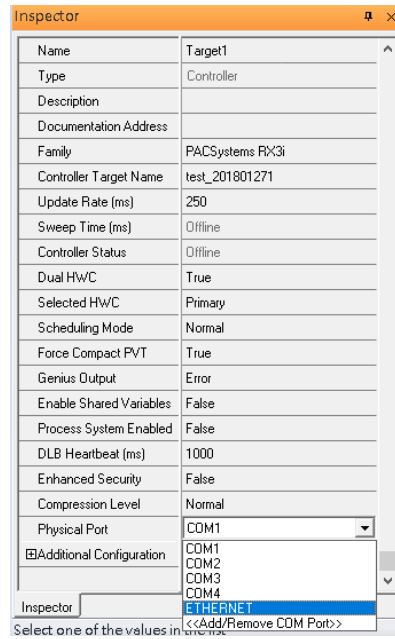 Inspector
Name Target1
Type Controller
Description
Documentation Address
Family PACSystems RX3i
Controller Target Name test_201801271
Update Rate (ms) 250
Sweep Time (ms) Offline
Controller Status Offline
Dual HWC True
Selected HWC Primary
Scheduling Mode Normal
Force Compact PVT True
Genius Output Error
Enable Shared Variables False
Process System Enabled False
DLB Heartbeat (ms) 1000
Enhanced Security False
Compression Level Normal
Physical Port COM1
Additional Configuration
COM1
COM2
COM3
COM4
ETHERNET
<<Add/Remove COM Port>>
Inspector
Select one of the values in the list